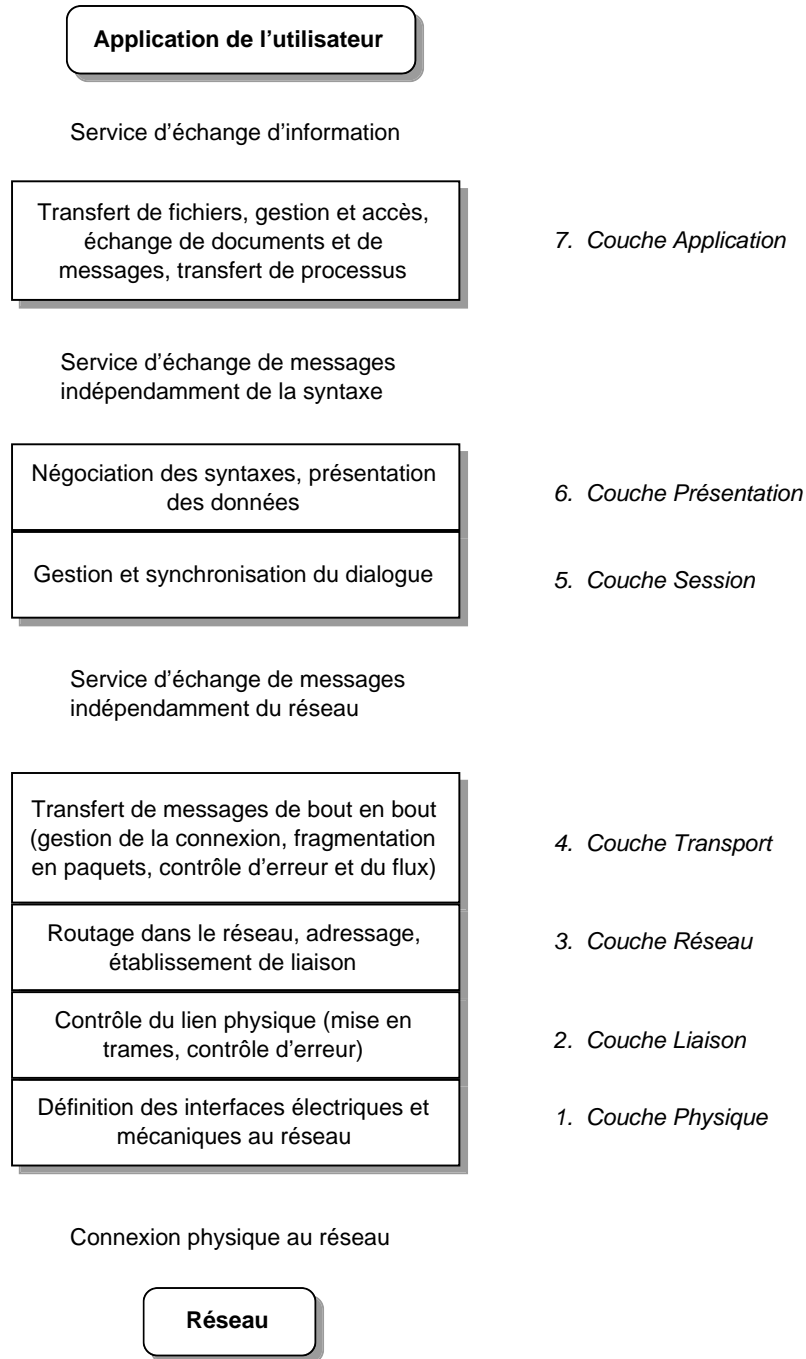 Application de l’utilisateur
Service d’échange d’information
Transfert de fichiers, gestion et accès,
échange de documents et de
messages, transfert de processus
7. Couche Application
Service d’échange de messages
indépendamment de la syntaxe
Négociation des syntaxes, présentation
des données
6. Couche Présentation
Gestion et synchronisation du dialogue
5. Couche Session
Service d’échange de messages
indépendamment du réseau
Transfert de messages de bout en bout
(gestion de la connexion, fragmentation
en paquets, contrôle d’erreur et du flux)
4. Couche Transport
Routage dans le réseau, adressage,
établissement de liaison
3. Couche Réseau
Contrôle du lien physique (mise en
trames, contrôle d’erreur)
2. Couche Liaison
Définition des interfaces électriques et
mécaniques au réseau
1. Couche Physique
Connexion physique au réseau
Réseau